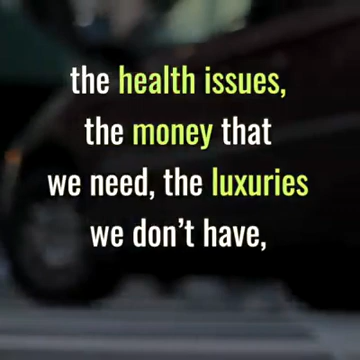 the health issues,
the money that
we need, the luxuries
we don't have,